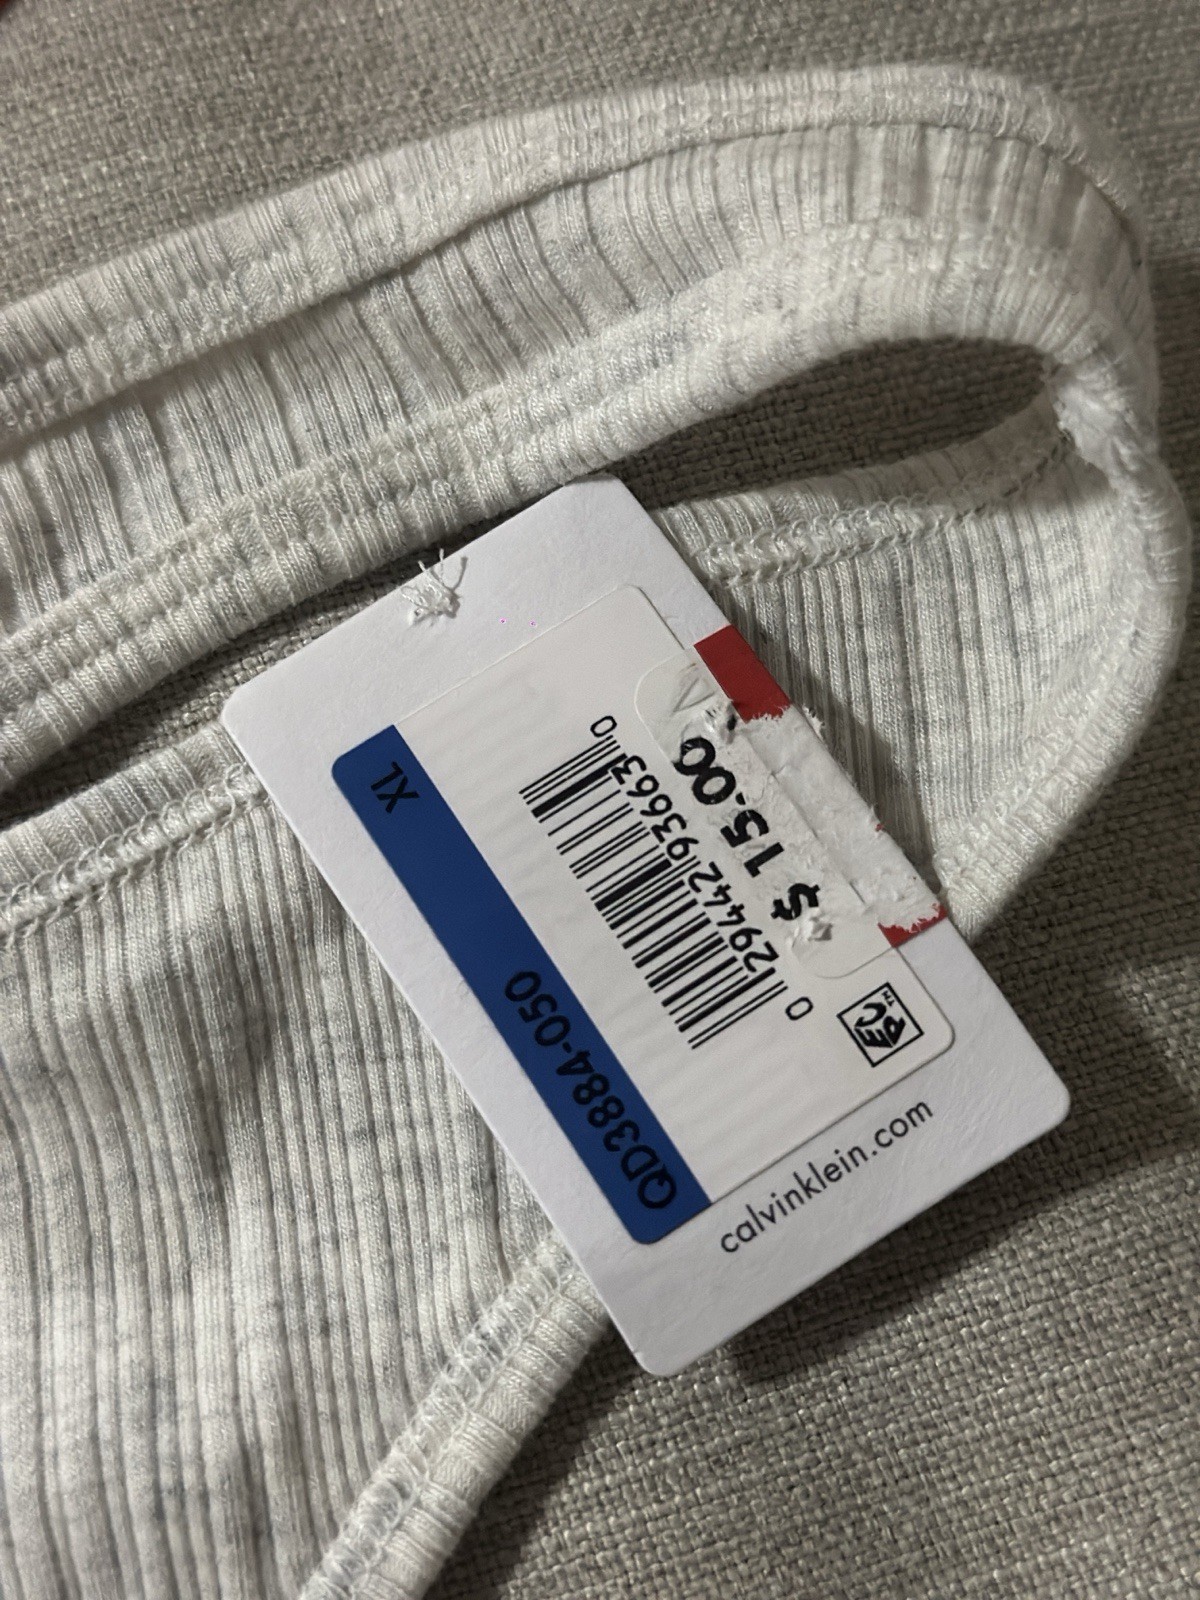 $ 15.00
0 29442 93663 0
QD3884-050 XL
calvinklein.com